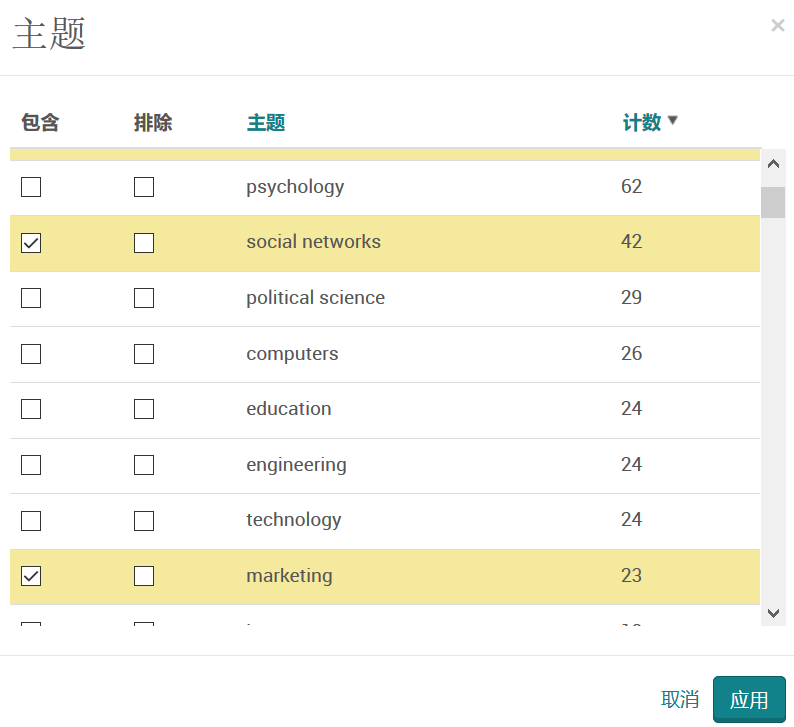 主题
×
包含 排除 主题 计数 ▼
psychology 62
social networks 42
political science 29
computers 26
education 24
engineering 24
technology 24
marketing 23
取消 应用